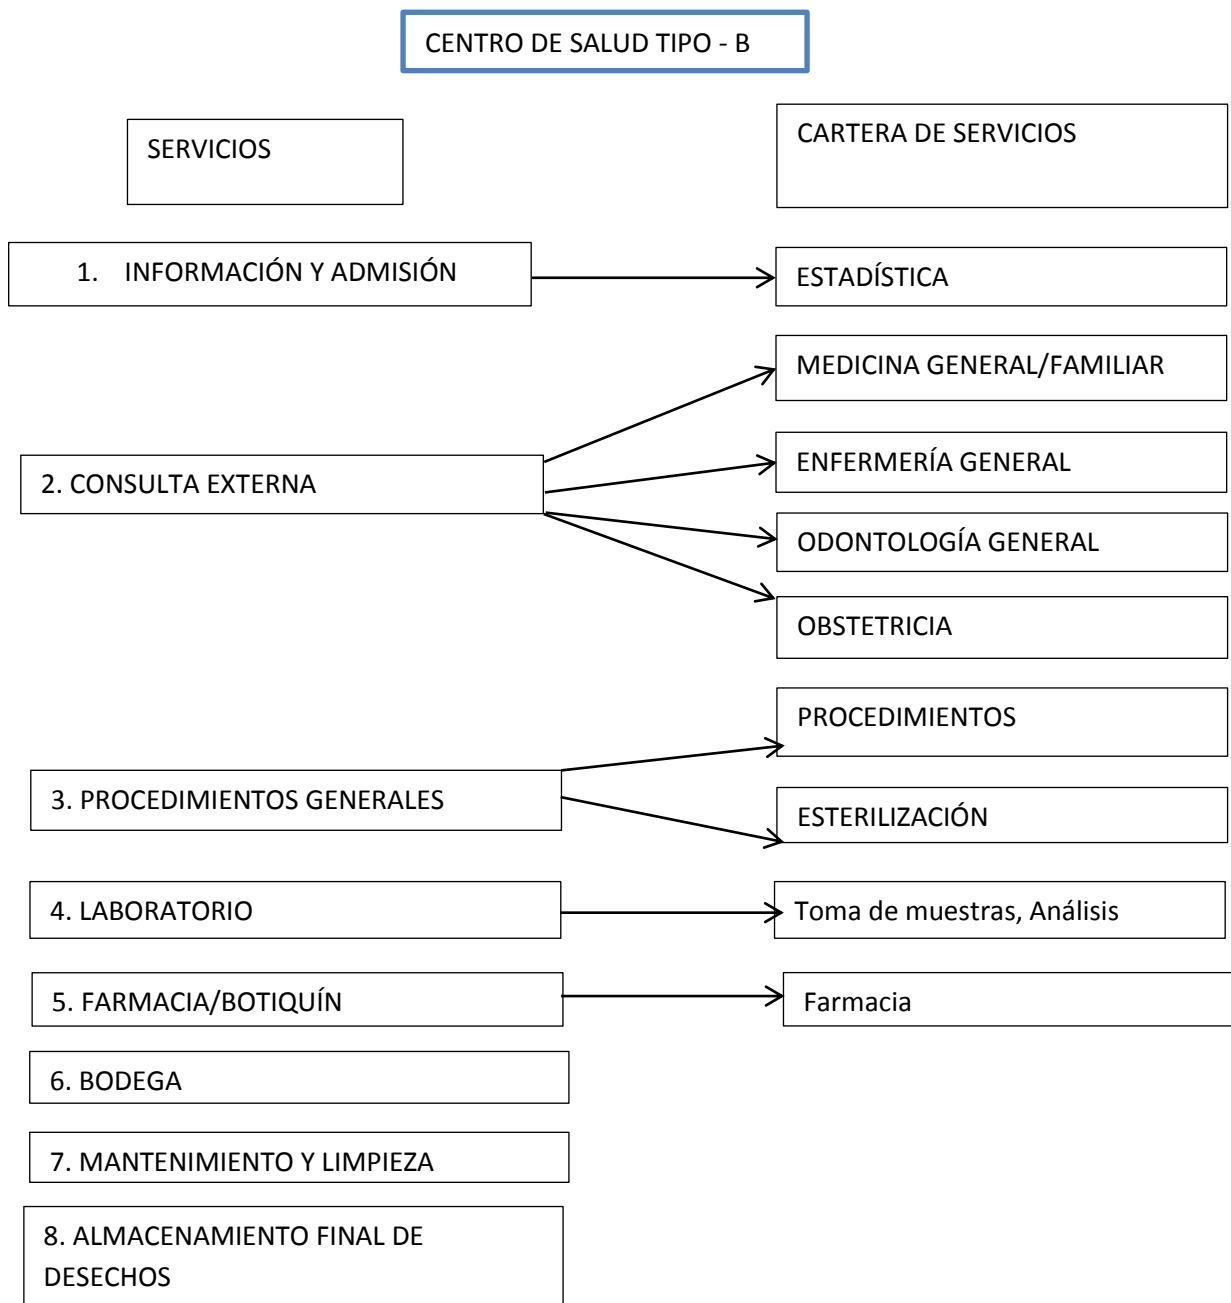 CENTRO DE SALUD TIPO - B
SERVICIOS
CARTERA DE SERVICIOS
1. INFORMACIÓN Y ADMISIÓN
ESTADÍSTICA
MEDICINA GENERAL/FAMILIAR
2. CONSULTA EXTERNA
ENFERMERÍA GENERAL
ODONTOLOGÍA GENERAL
OBSTETRICIA
PROCEDIMIENTOS
3. PROCEDIMIENTOS GENERALES
ESTERILIZACIÓN
4. LABORATORIO
Toma de muestras, Análisis
5. FARMACIA/BOTIQUÍN
Farmacia
6. BODEGA
7. MANTENIMIENTO Y LIMPIEZA
8. ALMACENAMIENTO FINAL DE
DESECHOS